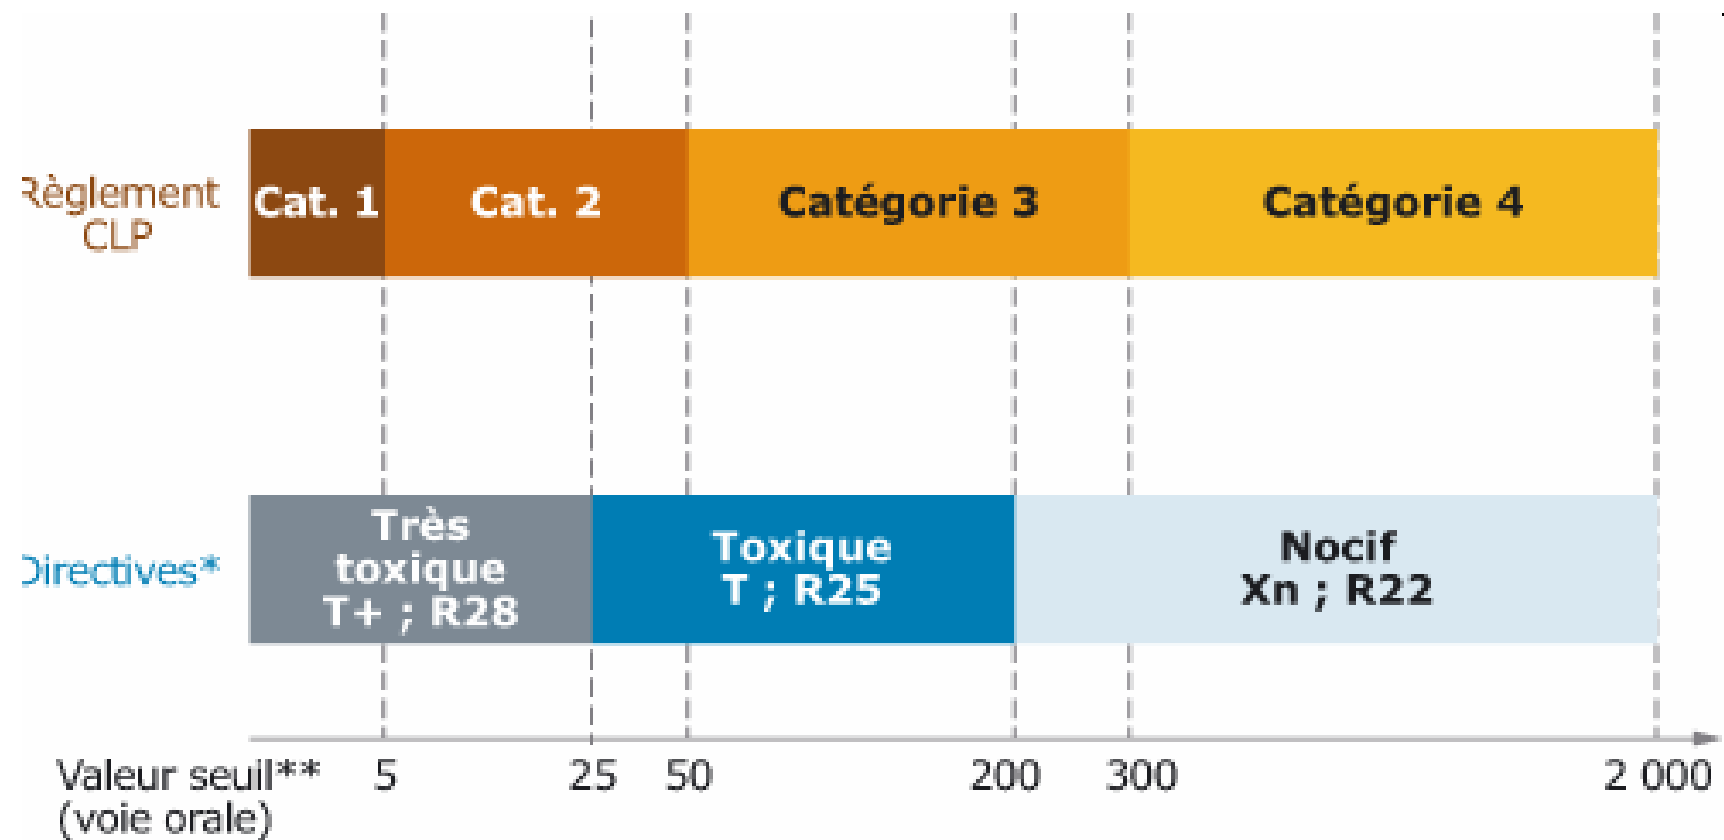 Règlement
CLP
Cat. 1
Cat. 2
Catégorie 3
Catégorie 4
Directives*
Très
toxique
T+ ; R28
Toxique
T ; R25
Nocif
Xn ; R22
Valeur seuil**
(voie orale)
5
25
50
200
300
2 000